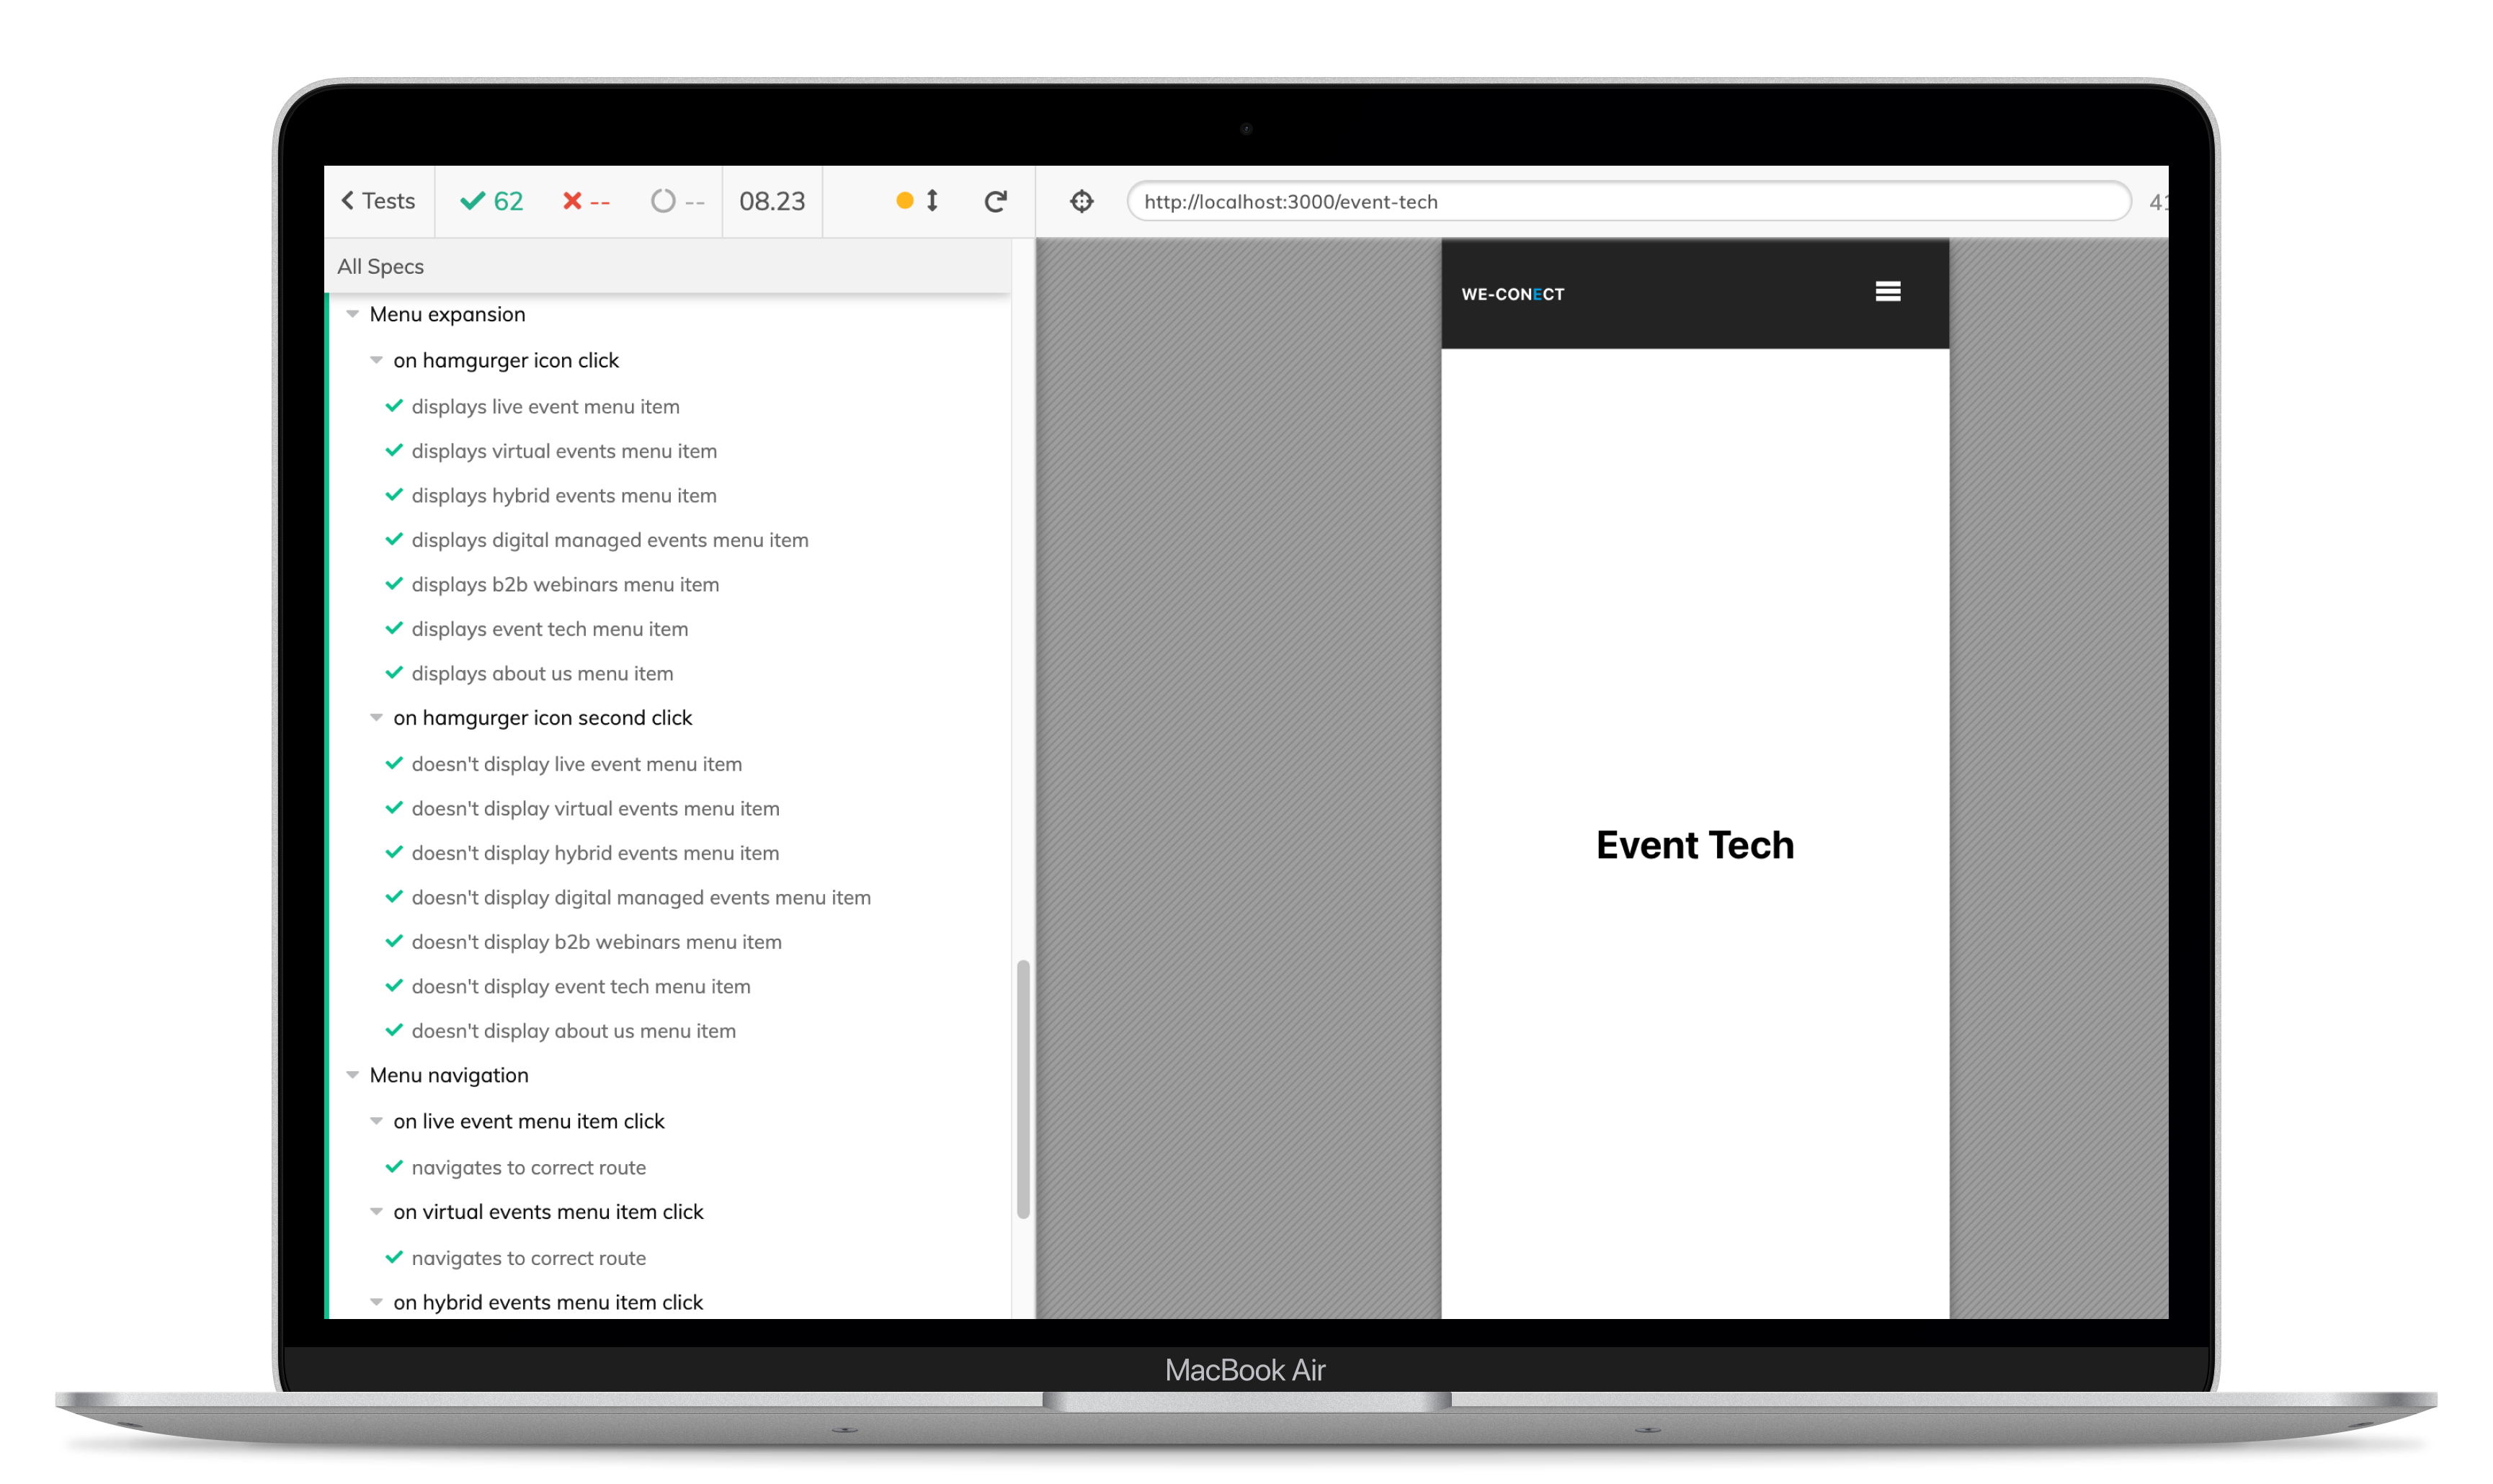 Tests 62 -- -- 08.23 http://localhost:3000/event-tech 41
All Specs
Menu expansion
on hamgurger icon click
displays live event menu item
displays virtual events menu item
displays hybrid events menu item
displays digital managed events menu item
displays b2b webinars menu item
displays event tech menu item
displays about us menu item
on hamgurger icon second click
doesn't display live event menu item
doesn't display virtual events menu item
doesn't display hybrid events menu item
doesn't display digital managed events menu item
doesn't display b2b webinars menu item
doesn't display event tech menu item
doesn't display about us menu item
Menu navigation
on live event menu item click
navigates to correct route
on virtual events menu item click
navigates to correct route
on hybrid events menu item click
WE-CONECT
Event Tech
MacBook Air